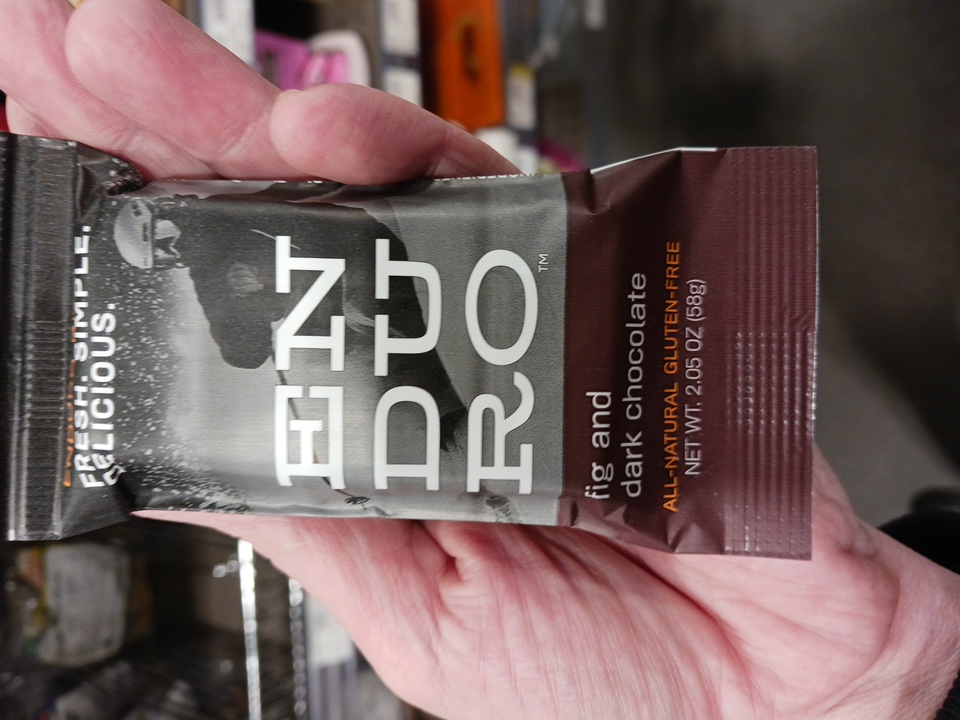 FRESH. SIMPLE.
DELICIOUS.
EN
DU
RO™
fig and
dark chocolate
ALL-NATURAL GLUTEN-FREE
NET WT. 2.05 OZ (58g)